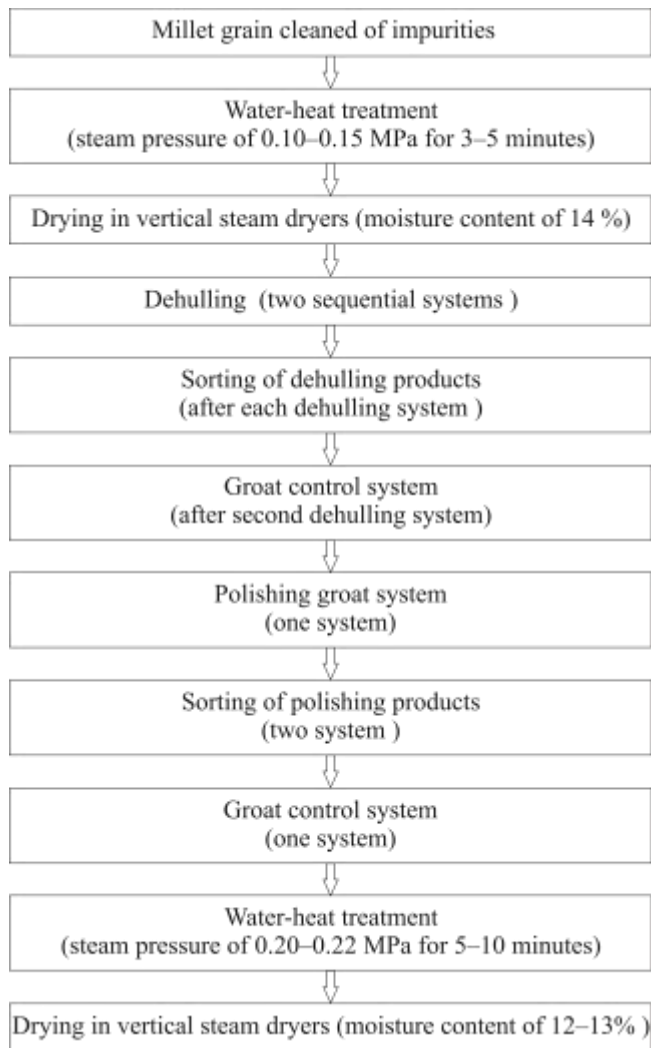 Millet grain cleaned of impurities
Water-heat treatment
(steam pressure of 0.10–0.15 MPa for 3–5 minutes)
Drying in vertical steam dryers (moisture content of 14 %)
Dehulling (two sequential systems )
Sorting of dehulling products
(after each dehulling system )
Groat control system
(after second dehulling system)
Polishing groat system
(one system)
Sorting of polishing products
(two system )
Groat control system
(one system)
Water-heat treatment
(steam pressure of 0.20–0.22 MPa for 5–10 minutes)
Drying in vertical steam dryers (moisture content of 12–13% )